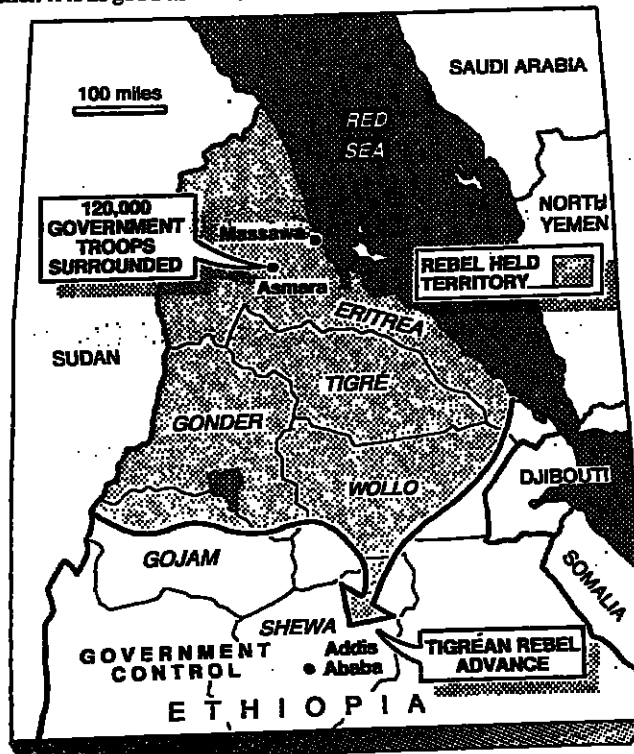 100 miles
SAUDI ARABIA
RED
SEA
NORTH
YEMEN
120,000
GOVERNMENT
TROOPS
SURROUNDED
Massawa
Asmara
REBEL HELD
TERRITORY
ERITREA
SUDAN
TIGRE
GONDER
WOLLO
DJIBOUTI
SOMALIA
GOJAM
SHEWA
GOVERNMENT
CONTROL
Addis
Ababa
TIGRÉAN REBEL
ADVANCE
ETHIOPIA